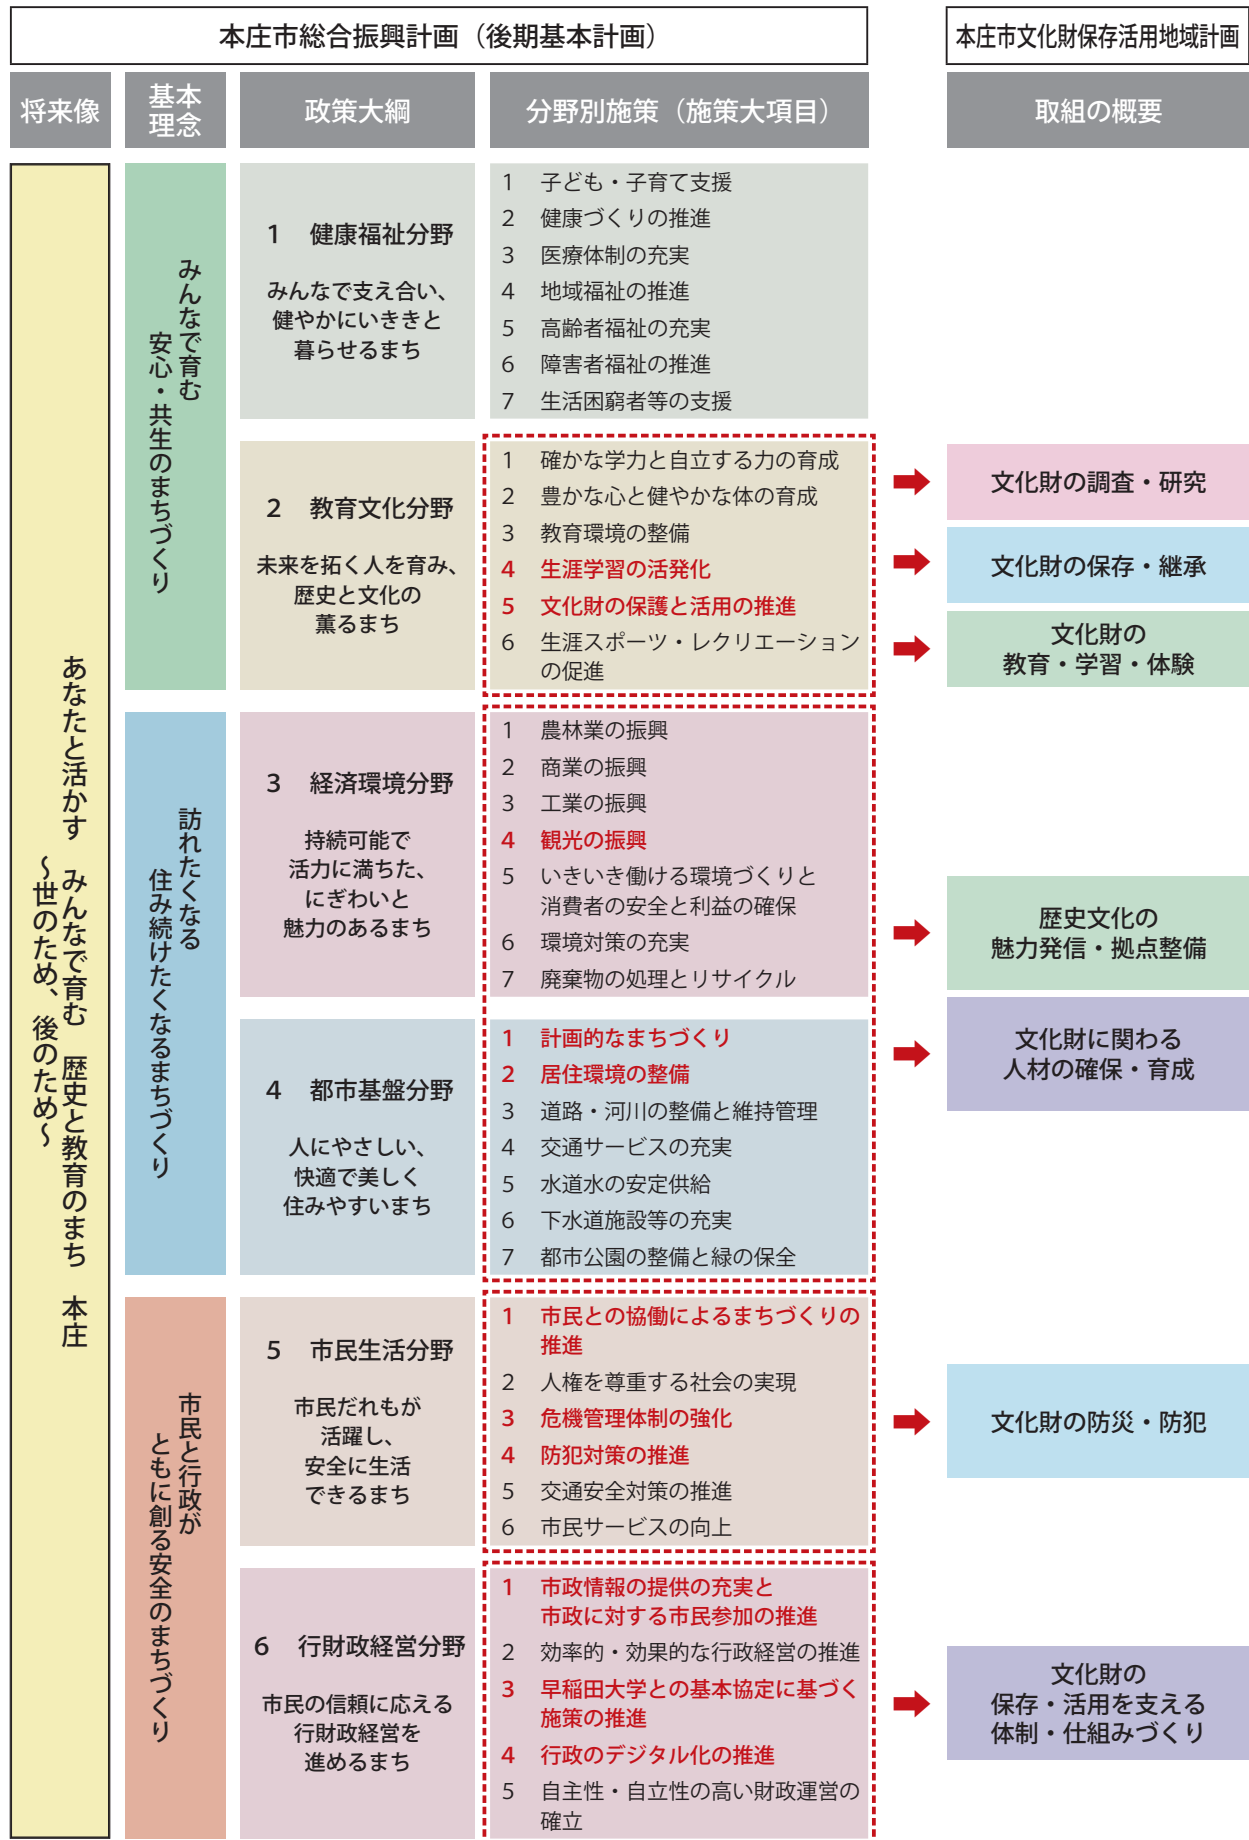 本庄市総合振興計画（後期基本計画）
本庄市文化財保存活用地域計画
将来像
基本
理念
政策大綱
分野別施策（施策大項目）
取組の概要
あなたと活かす　みんなで育む　歴史と教育のまち　本庄
～世のため、後のため～
みんなで育む
安心・共生のまちづくり
1　健康福祉分野
みんなで支え合い、
健やかにいききと
暮らせるまち
1　子ども・子育て支援
2　健康づくりの推進
3　医療体制の充実
4　地域福祉の推進
5　高齢者福祉の充実
6　障害者福祉の推進
7　生活困窮者等の支援
2　教育文化分野
未来を拓く人を育み、
歴史と文化の
薫るまち
1　確かな学力と自立する力の育成
2　豊かな心と健やかな体の育成
3　教育環境の整備
4　生涯学習の活発化
5　文化財の保護と活用の推進
6　生涯スポーツ・レクリエーション
の促進
文化財の調査・研究
文化財の保存・継承
文化財の
教育・学習・体験
訪れたくなる
住み続けたくなるまちづくり
3　経済環境分野
持続可能で
活力に満ちた、
にぎわいと
魅力のあるまち
1　農林業の振興
2　商業の振興
3　工業の振興
4　観光の振興
5　いきいき働ける環境づくりと
消費者の安全と利益の確保
6　環境対策の充実
7　廃棄物の処理とリサイクル
歴史文化の
魅力発信・拠点整備
4　都市基盤分野
人にやさしい、
快適で美しく
住みやすいまち
1　計画的なまちづくり
2　居住環境の整備
3　道路・河川の整備と維持管理
4　交通サービスの充実
5　水道水の安定供給
6　下水道施設等の充実
7　都市公園の整備と緑の保全
文化財に関わる
人材の確保・育成
市民と行政が
ともに創る安全のまちづくり
5　市民生活分野
市民だれもが
活躍し、
安全に生活
できるまち
1　市民との協働によるまちづくりの
推進
2　人権を尊重する社会の実現
3　危機管理体制の強化
4　防犯対策の推進
5　交通安全対策の推進
6　市民サービスの向上
文化財の防災・防犯
6　行財政経営分野
市民の信頼に応える
行財政経営を
進めるまち
1　市政情報の提供の充実と
市政に対する市民参加の推進
2　効率的・効果的な行政経営の推進
3　早稲田大学との基本協定に基づく
施策の推進
4　行政のデジタル化の推進
5　自主性・自立性の高い財政運営の
確立
文化財の
保存・活用を支える
体制・仕組みづくり